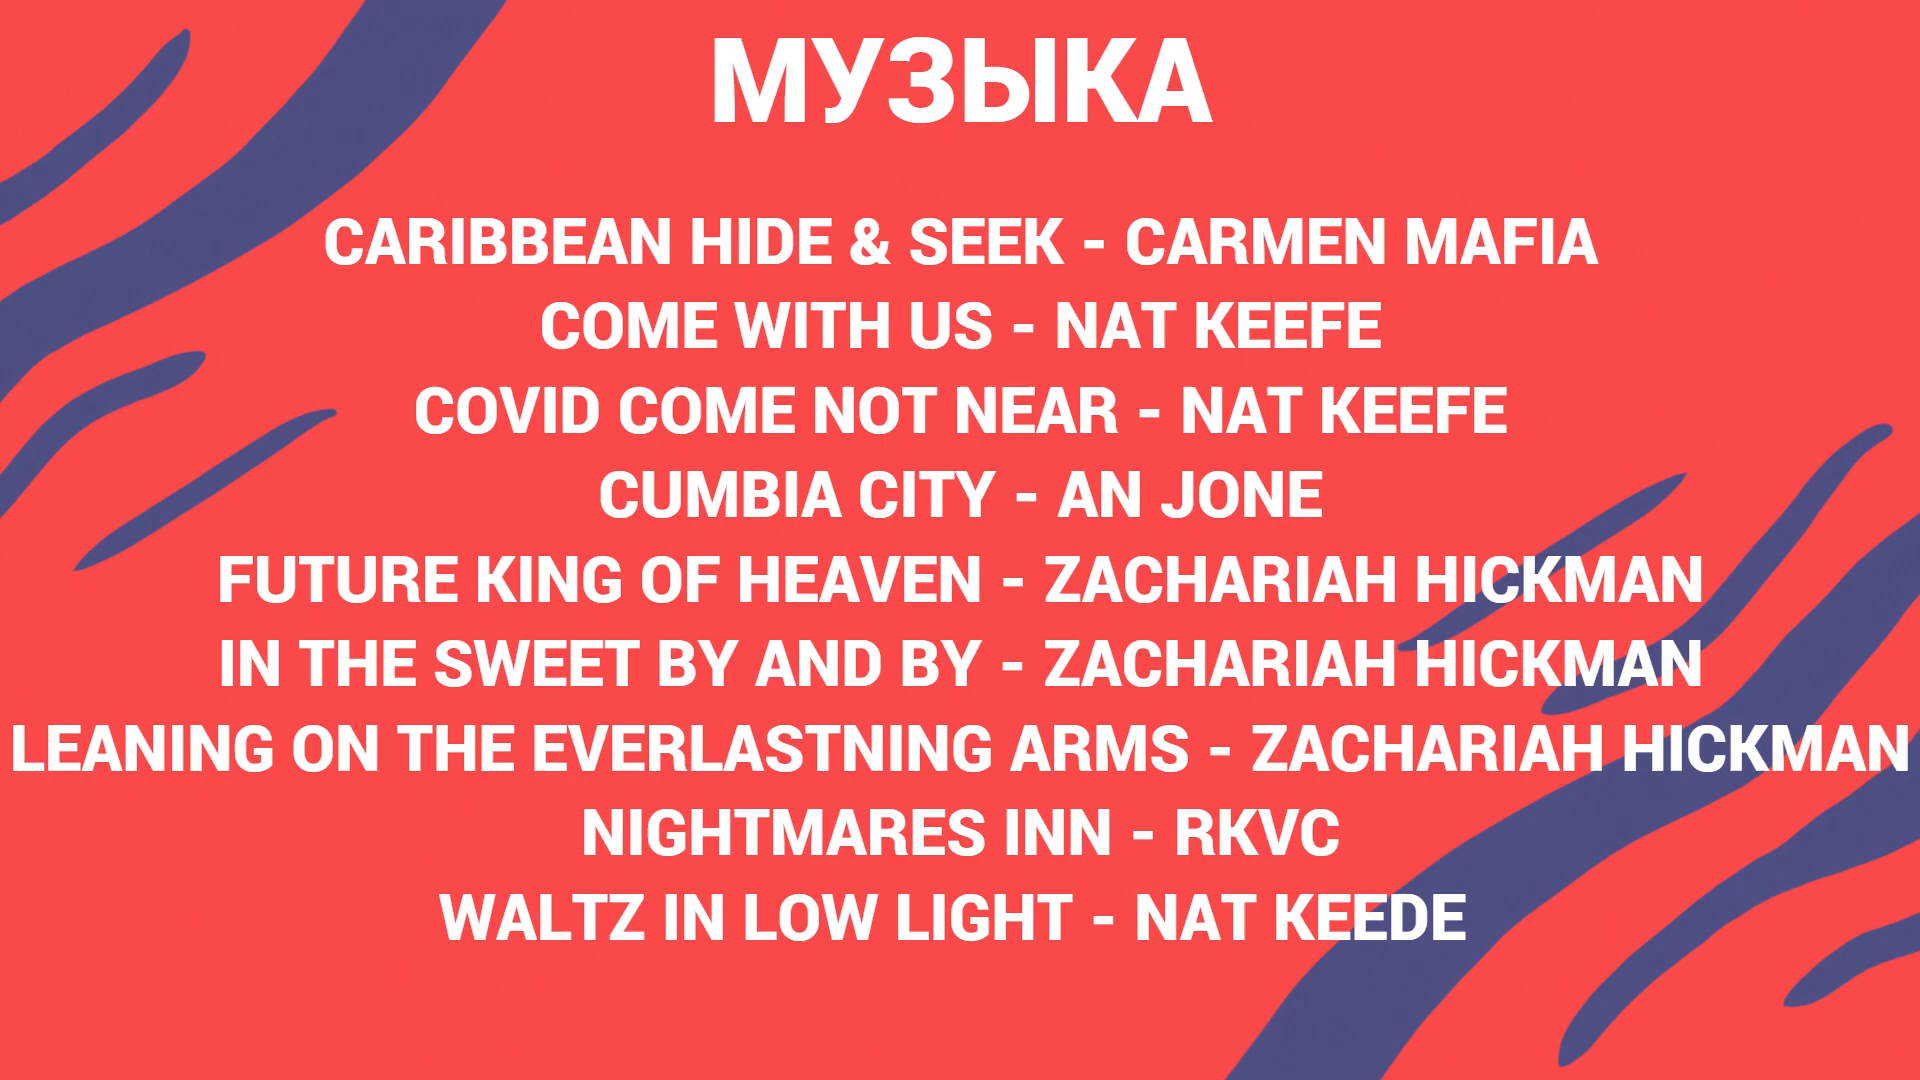 МУЗЫКА
CARIBBEAN HIDE & SEEK - CARMEN MAFIA
COME WITH US - NAT KEEFE
COVID COME NOT NEAR - NAT KEEFE
CUMBIA CITY - AN JONE
FUTURE KING OF HEAVEN - ZACHARIAH HICKMAN
IN THE SWEET BY AND BY - ZACHARIAH HICKMAN
LEANING ON THE EVERLASTNING ARMS - ZACHARIAH HICKMAN
NIGHTMARES INN - RKVC
WALTZ IN LOW LIGHT - NAT KEEDE